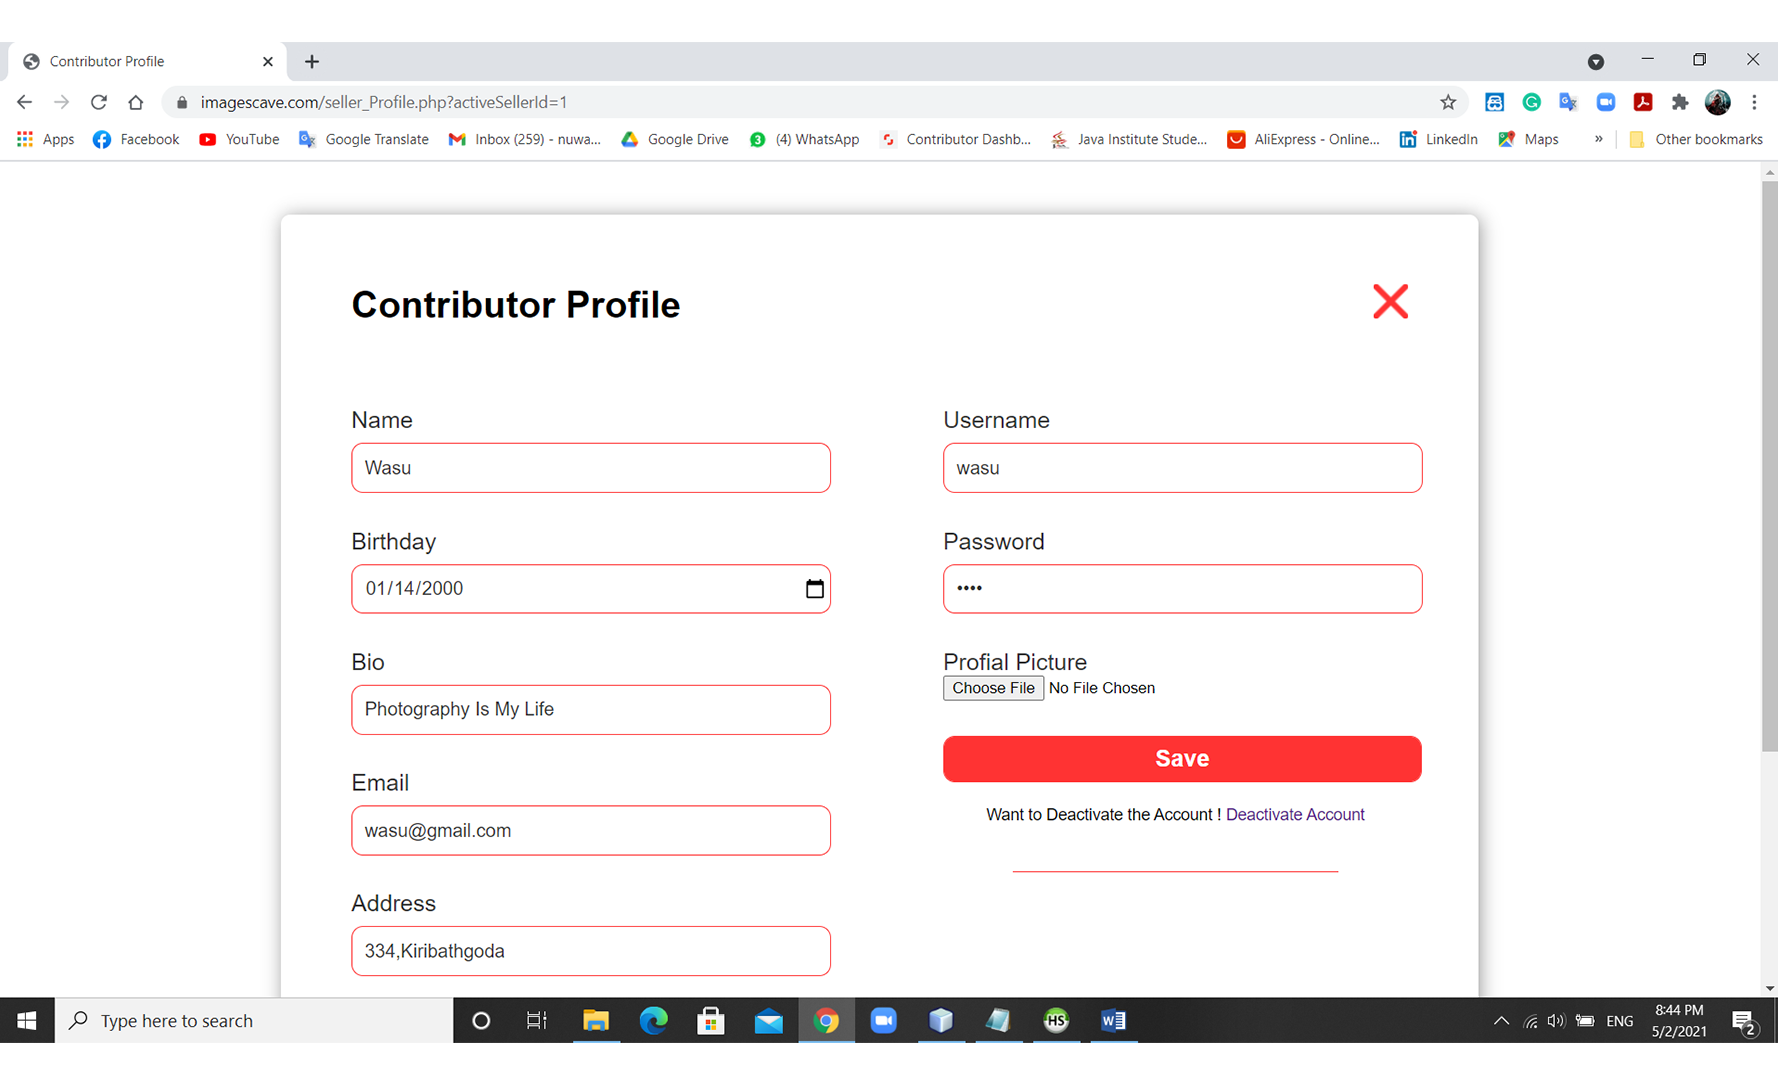 Contributor Profile
imagescave.com/seller_Profile.php?activeSellerId=1
Apps Facebook YouTube Google Translate Inbox (259) - nuwa... Google Drive (4) WhatsApp Contributor Dashb... Java Institute Stude... AliExpress - Online... LinkedIn Maps » Other bookmarks
Contributor Profile
Name
Wasu
Birthday
01/14/2000
Bio
Photography Is My Life
Email
wasu@gmail.com
Address
334,Kiribathgoda
Username
wasu
Password
••••
Profial Picture
Choose File No File Chosen
Save
Want to Deactivate the Account ! Deactivate Account
Type here to search
HS
ENG
8:44 PM
5/2/2021
2